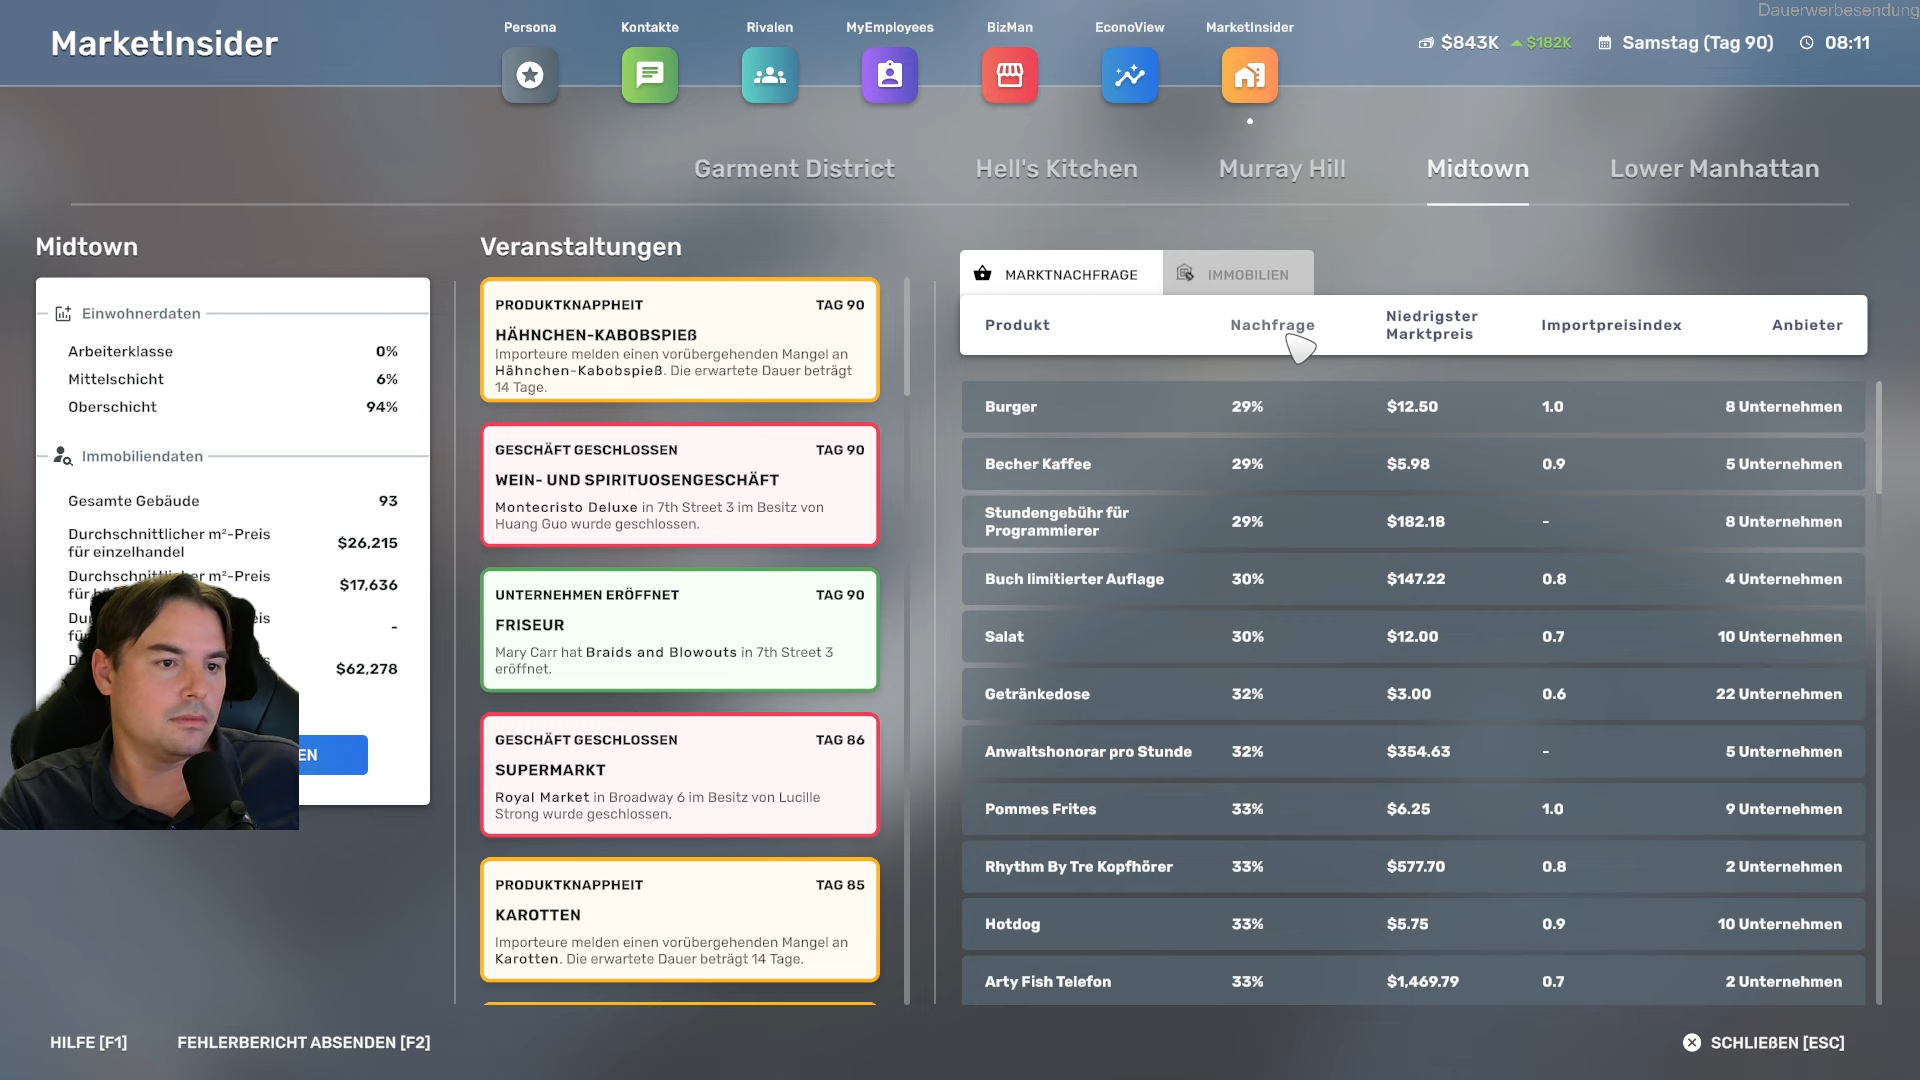 Dauerwerbesendung
MarketInsider
Persona
Kontakte
Rivalen
MyEmployees
BizMan
EconoView
MarketInsider
$843K $182K Samstag (Tag 90) 08:11
Garment District Hell's Kitchen Murray Hill Midtown Lower Manhattan
Midtown
Einwohnerdaten
Arbeiterklasse 0%
Mittelschicht 6%
Oberschicht 94%
Immobiliendaten
Gesamte Gebäude 93
Durchschnittlicher m²-Preis
für einzelhandel $26,215
Durchschnittlicher m²-Preis
$17,636
-
$62,278
Veranstaltungen
PRODUKTKNAPPHEIT TAG 90
HÄHNCHEN-KABOBSPIEẞ
Importeure melden einen vorübergehenden Mangel an
Hähnchen-Kabobspieß. Die erwartete Dauer beträgt
14 Tage.
GESCHÄFT GESCHLOSSEN TAG 90
WEIN- UND SPIRITUOSENGESCHÄFT
Montecristo Deluxe in 7th Street 3 im Besitz von
Huang Guo wurde geschlossen.
UNTERNEHMEN ERÖFFNET TAG 90
FRISEUR
Mary Carr hat Braids and Blowouts in 7th Street 3
eröffnet.
GESCHÄFT GESCHLOSSEN TAG 86
SUPERMARKT
Royal Market in Broadway 6 im Besitz von Lucille
Strong wurde geschlossen.
PRODUKTKNAPPHEIT TAG 85
KAROTTEN
Importeure melden einen vorübergehenden Mangel an
Karotten. Die erwartete Dauer beträgt 14 Tage.
MARKTNACHFRAGE IMMOBILIEN
Produkt Nachfrage Niedrigster
Marktpreis Importpreisindex Anbieter
Burger 29% $12.50 1.0 8 Unternehmen
Becher Kaffee 29% $5.98 0.9 5 Unternehmen
Stundengebühr für
Programmierer 29% $182.18 - 8 Unternehmen
Buch limitierter Auflage 30% $147.22 0.8 4 Unternehmen
Salat 30% $12.00 0.7 10 Unternehmen
Getränkedose 32% $3.00 0.6 22 Unternehmen
Anwaltshonorar pro Stunde 32% $354.63 - 5 Unternehmen
Pommes Frites 33% $6.25 1.0 9 Unternehmen
Rhythm By Tre Kopfhörer 33% $577.70 0.8 2 Unternehmen
Hotdog 33% $5.75 0.9 10 Unternehmen
Arty Fish Telefon 33% $1,469.79 0.7 2 Unternehmen
HILFE [F1] FEHLERBERICHT ABSENDEN [F2] SCHLIEẞEN [ESC]